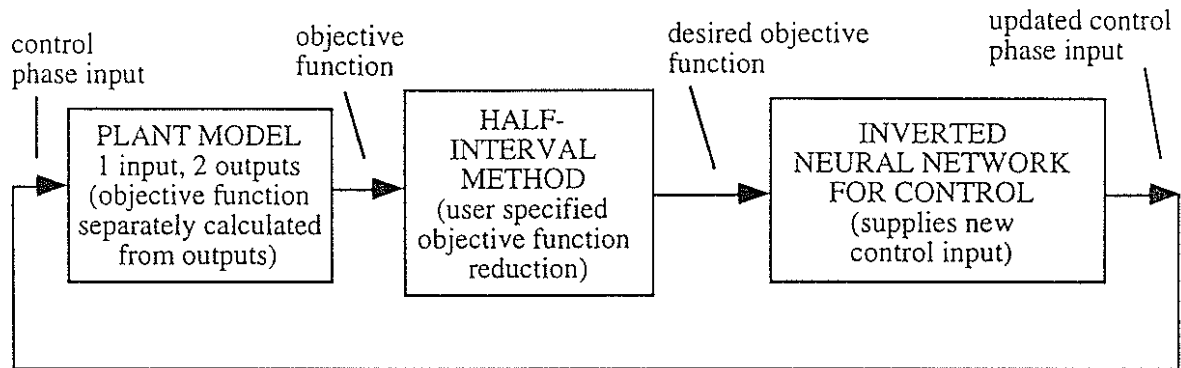 control
phase input
objective
function
desired objective
function
updated control
phase input
PLANT MODEL
1 input, 2 outputs
(objective function
separately calculated
from outputs)
HALF-
INTERVAL
METHOD
(user specified
objective function
reduction)
INVERTED
NEURAL NETWORK
FOR CONTROL
(supplies new
control input)